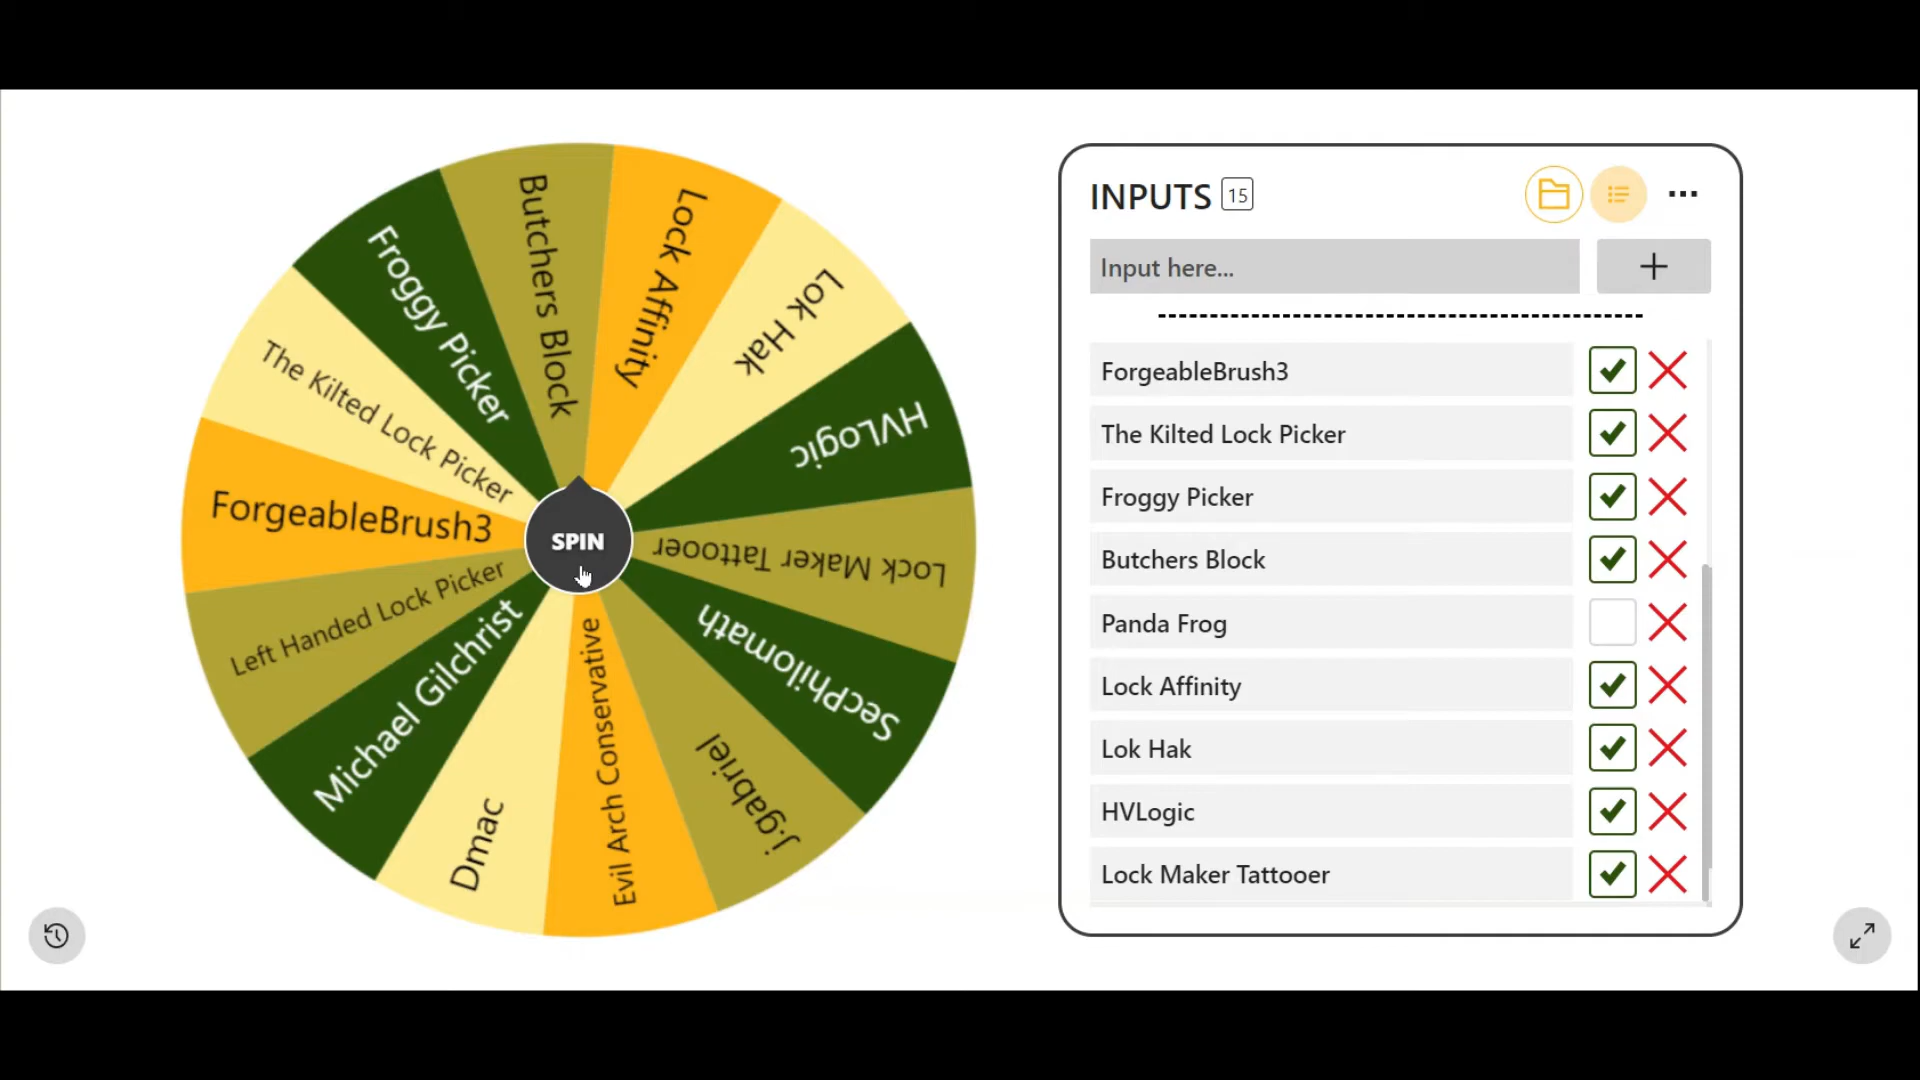 Butchers Block
Lock Affinity
Lok Hak
HVLogic
Lock Maker Tattooer
SecPhilomath
j.gabriel
Evil Arch Conservative
Dmac
Michael Gilchrist
Left Handed Lock Picker
ForgeableBrush3
The Kilted Lock Picker
Froggy Picker
SPIN
INPUTS 15
Input here...
ForgeableBrush3
The Kilted Lock Picker
Froggy Picker
Butchers Block
Panda Frog
Lock Affinity
Lok Hak
HVLogic
Lock Maker Tattooer